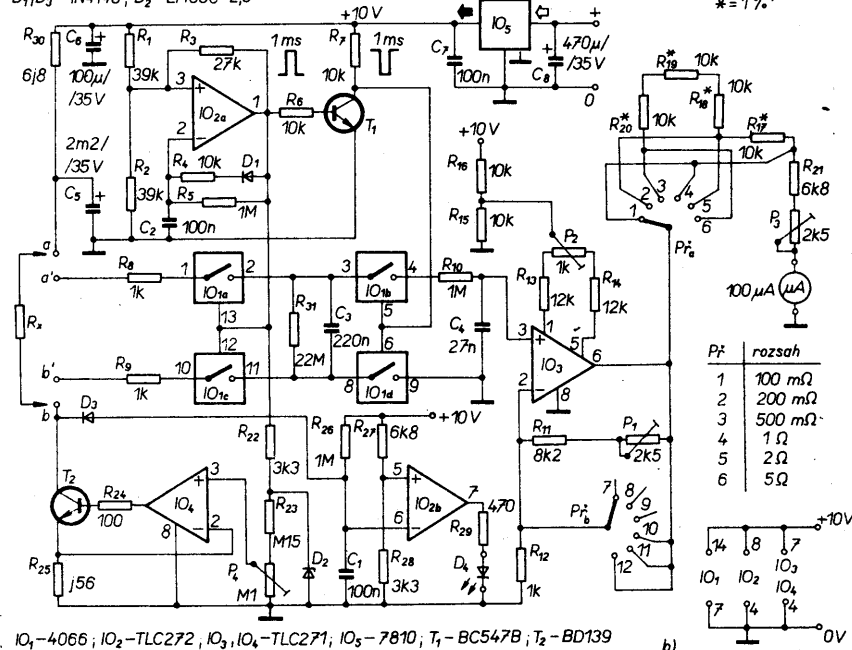 D1,D3 - 1N4148; D2 - LM336-2,5
* = 1 %
+10 V
R30
6j8
C6
100µ/
/35V
R1
39k
R3
27k
1ms
R7
10k
1ms
3
2
1
IO2a
R6
10k
T1
C7
100n
IO5
470µ/
/35V
C8
+
0
2m2/
/35V
C5
R2
39k
R4
10k
D1
R5
1M
C2
100n
+10V
R16
10k
R15
10k
R19*
10k
R20*
10k
R18*
10k
R17*
10k
R21
6k8
P3
2k5
100µA
µA
1
2
3
4
5
6
Přa
a
a'
Rx
b'
b
R8
1k
1
2
IO1a
13
12
R9
1k
10
11
IO1c
R31
22M
C3
220n
3
4
IO1b
5
6
8
9
IO1d
R10
1M
C4
27n
P2
1k
R13
12k
R14
12k
3
2
1
5
6
8
IO3
R11
8k2
P1
2k5
R12
1k
7
8
9
10
11
12
Přb
Př rozsah
1 100 mΩ
2 200 mΩ
3 500 mΩ
4 1 Ω
5 2 Ω
6 5 Ω
D3
T2
R24
100
R25
j56
IO4
3
2
8
P4
M1
R22
3k3
R23
M15
D2
R26
1M
R27
6k8
+10V
5
6
7
IO2b
C1
100n
R28
3k3
470
R29
D4
+10V
14
8
7
IO1
IO2
IO3
IO4
7
4
4
0V
IO1-4066; IO2-TLC272; IO3, IO4-TLC271; IO5-7810; T1-BC547B; T2-BD139
b)